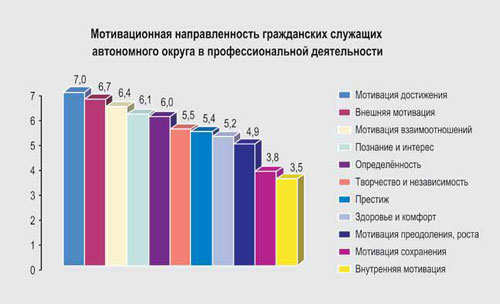 Мотивационная направленность гражданских служащих
автономного округа в профессиональной деятельности
7,0
6,7
6,4
6,1
6,0
5,5
5,4
5,2
4,9
3,8
3,5
7
6
5
4
3
2
1
0
Мотивация достижения
Внешняя мотивация
Мотивация взаимоотношений
Познание и интерес
Определённость
Творчество и независимость
Престиж
Здоровье и комфорт
Мотивация преодоления, роста
Мотивация сохранения
Внутренняя мотивация